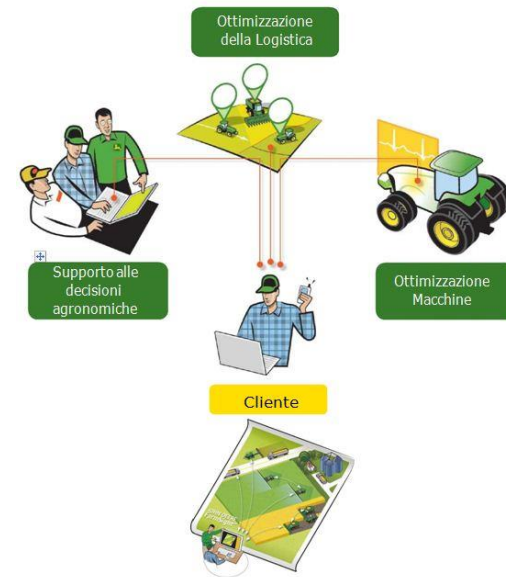 Ottimizzazione
della Logistica
Supporto alle
decisioni
agronomiche
Ottimizzazione
Macchine
Cliente